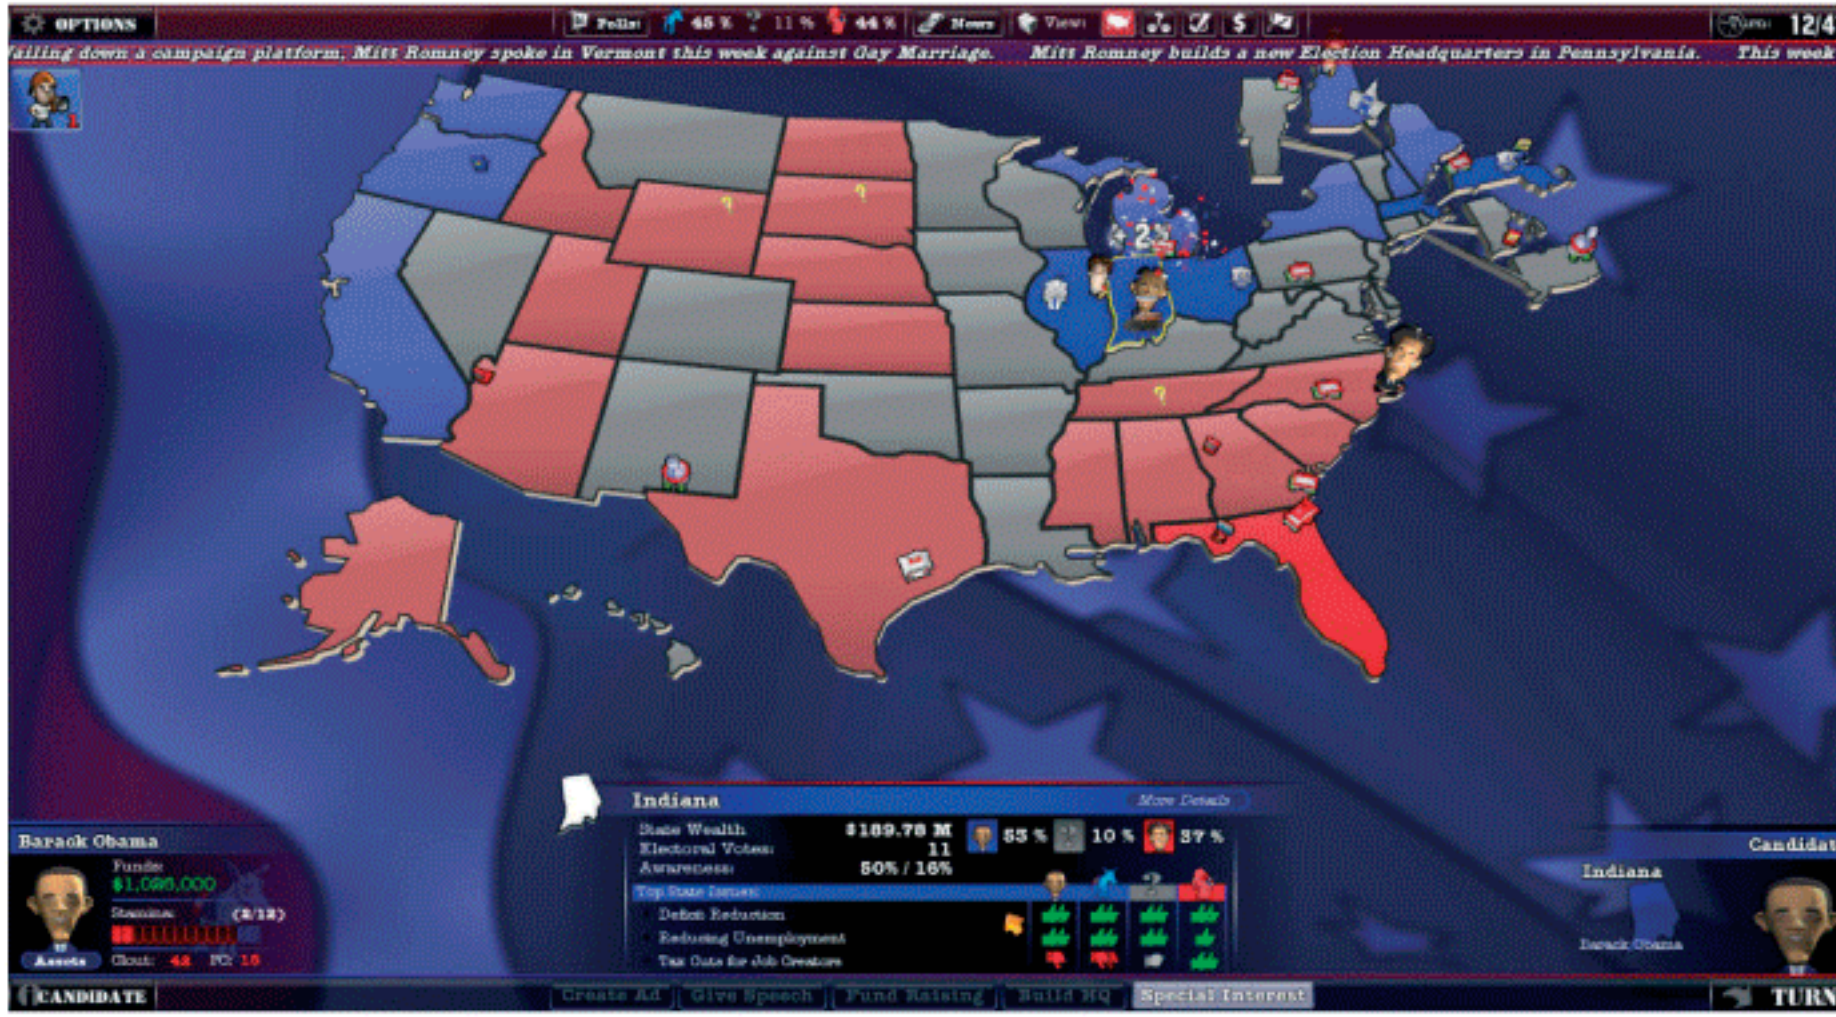 OPTIONS
Polls: 45 % ? 11 % 44 % News View: $ Turn: 12/4
ailing down a campaign platform, Mitt Romney spoke in Vermont this week against Gay Marriage. Mitt Romney builds a new Election Headquarters in Pennsylvania. This week
1
Indiana More Details
State Wealth $189.78 M 53 % 10 % 37 %
Electoral Votes: 11
Awareness: 50% / 16%
Top State Issues:
Deficit Reduction
Reducing Unemployment
Tax Cuts for Job Creators
Barack Obama
Funds:
Stamina: (2/12)
Assets Clout: 42 PC: 15
Candidat
Indiana
Barack Obama
CANDIDATE
Create Ad Give Speech Fund Raising Build HQ Special Interest
TURN